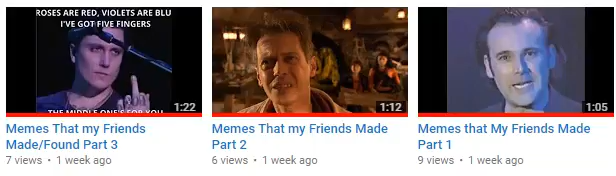 ROSES ARE RED, VIOLETS ARE BLU
I'VE GOT FIVE FINGERS
THE MIDDLE ONE'S FOR YOU
1:22
1:12
1:05
Memes That my Friends
Made/Found Part 3
7 views • 1 week ago
Memes That my Friends Made
Part 2
6 views • 1 week ago
Memes that My Friends Made
Part 1
9 views • 1 week ago